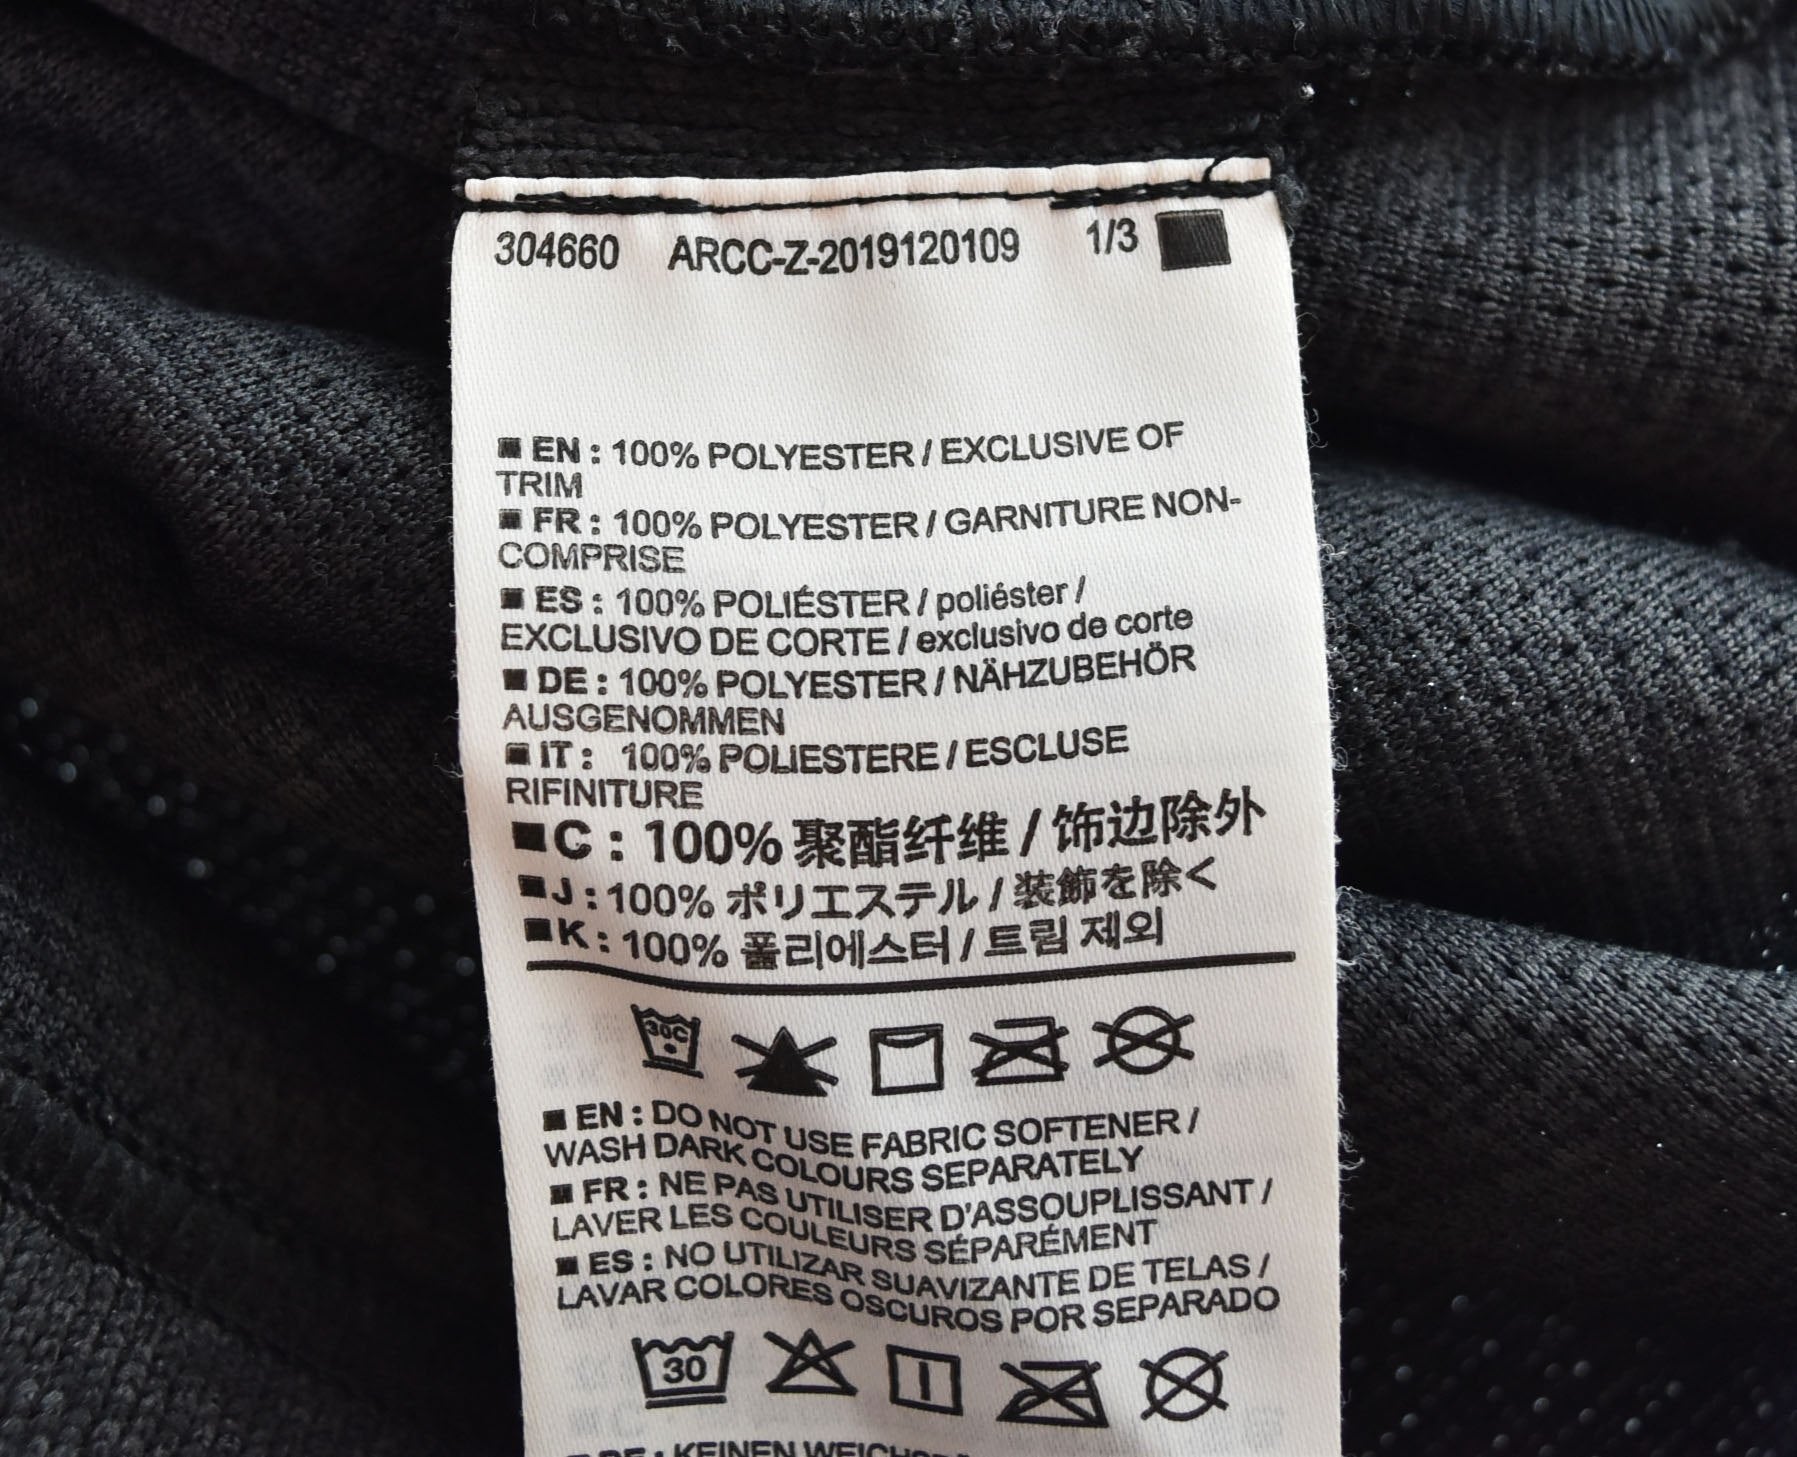 304660 ARCC-Z-2019120109 1/3
EN : 100% POLYESTER / EXCLUSIVE OF
TRIM
FR : 100% POLYESTER / GARNITURE NON-
COMPRISE
ES : 100% POLIÉSTER / poliéster /
EXCLUSIVO DE CORTE / exclusivo de corte
DE : 100% POLYESTER / NÄHZUBEHÖR
AUSGENOMMEN
IT : 100% POLIESTERE / ESCLUSE
RIFINITURE
C : 100% 聚酯纤维 / 饰边除外
J : 100% ポリエステル / 装飾を除く
K : 100% 폴리에스터 / 트림 제외
30C
EN : DO NOT USE FABRIC SOFTENER /
WASH DARK COLOURS SEPARATELY
FR : NE PAS UTILISER D'ASSOUPLISSANT /
LAVER LES COULEURS SÉPARÉMENT
ES : NO UTILIZAR SUAVIZANTE DE TELAS /
LAVAR COLORES OSCUROS POR SEPARADO
30
DE : KEINEN